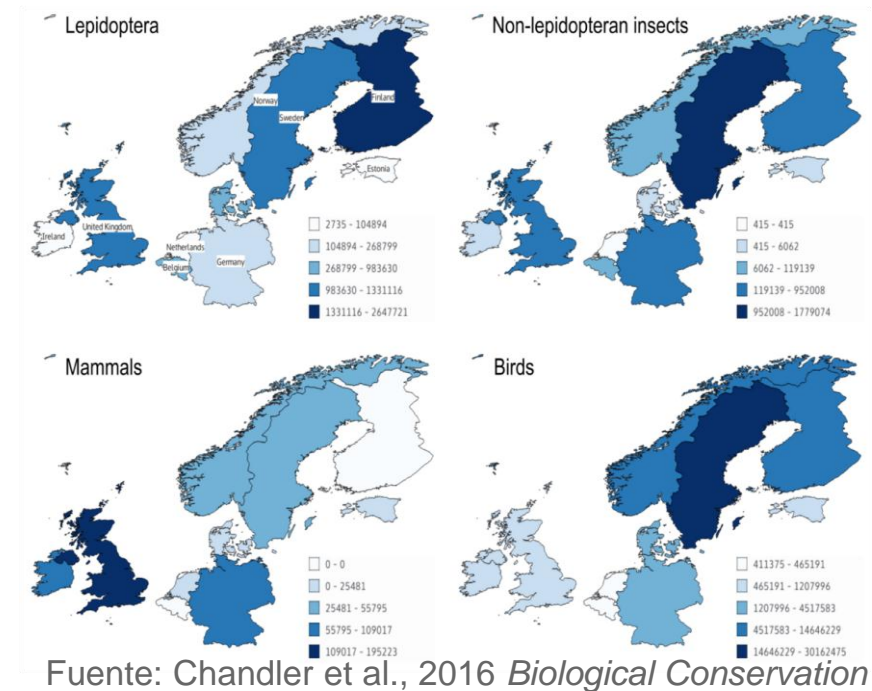 Lepidoptera
Norway
Sweden
Finland
Estonia
Ireland
United Kingdom
Netherlands
Belgium
Germany
2735 - 104894
104894 - 268799
268799 - 983630
983630 - 1331116
1331116 - 2647721
Non-lepidopteran insects
415 - 415
415 - 6062
6062 - 119139
119139 - 952008
952008 - 1779074
Mammals
0 - 0
0 - 25481
25481 - 55795
55795 - 109017
109017 - 195223
Birds
411375 - 465191
465191 - 1207996
1207996 - 4517583
4517583 - 14646229
14646229 - 30162475
Fuente: Chandler et al., 2016 Biological Conservation